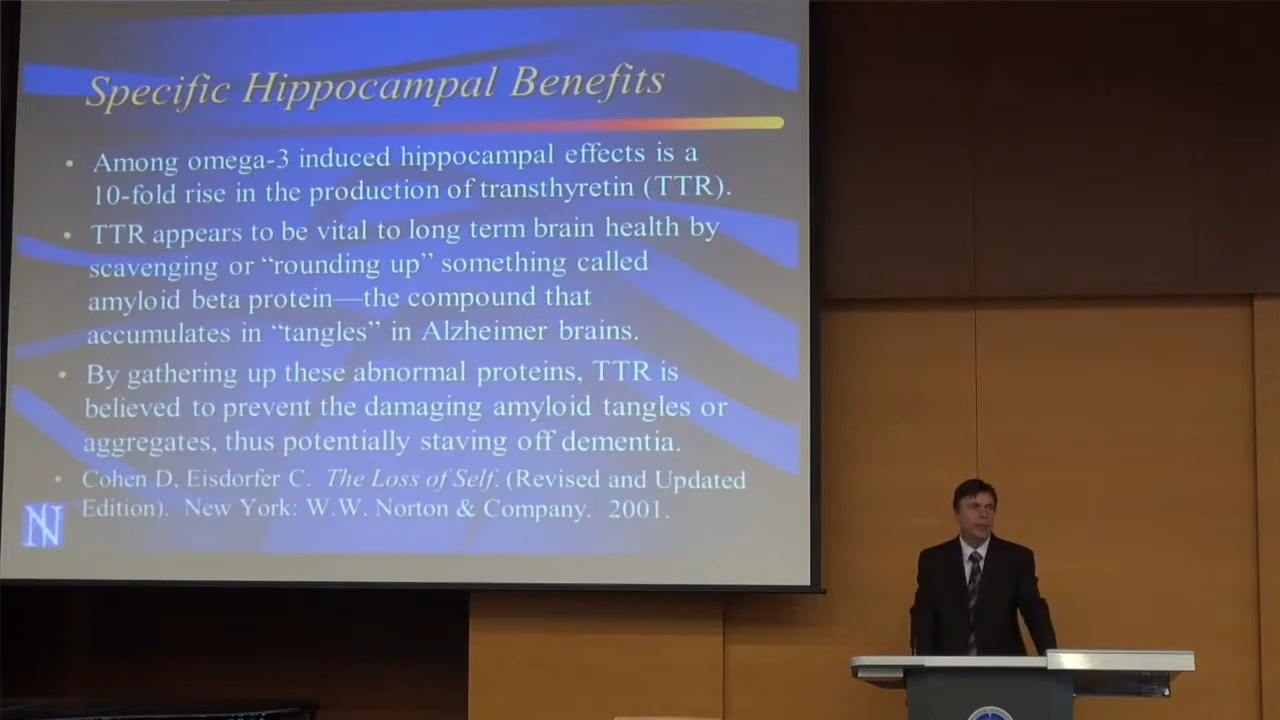 Specific Hippocampal Benefits
• Among omega-3 induced hippocampal effects is a
10-fold rise in the production of transthyretin (TTR).
• TTR appears to be vital to long term brain health by
scavenging or “rounding up” something called
amyloid beta protein—the compound that
accumulates in “tangles” in Alzheimer brains.
• By gathering up these abnormal proteins, TTR is
believed to prevent the damaging amyloid tangles or
aggregates, thus potentially staving off dementia.
• Cohen D, Eisdorfer C. The Loss of Self. (Revised and Updated
Edition). New York: W.W. Norton & Company. 2001.
N